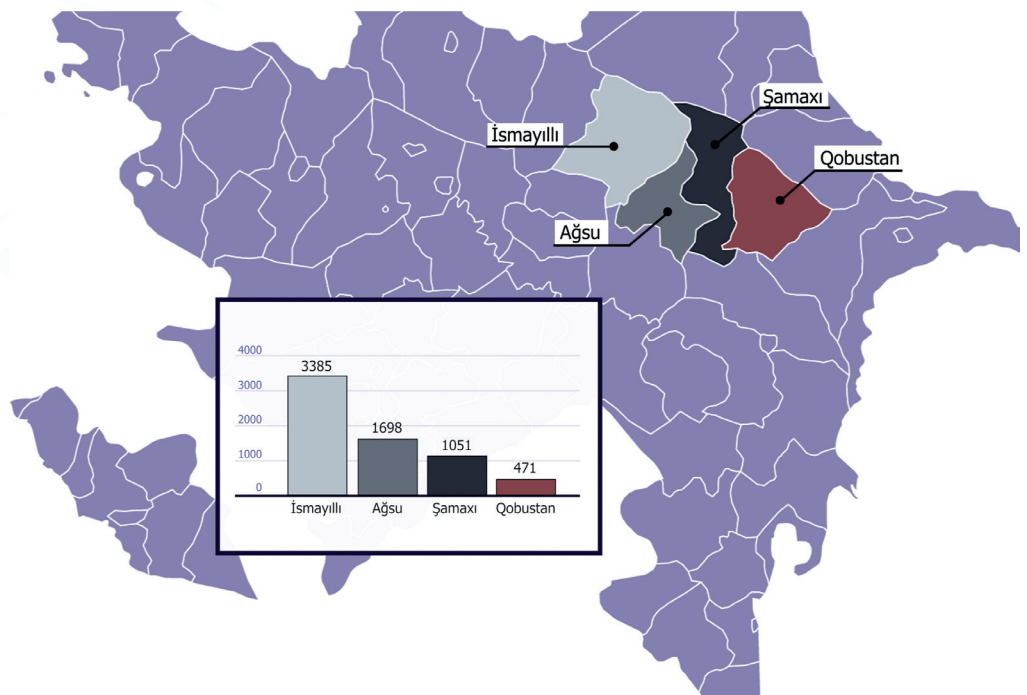 Şamaxı
İsmayıllı
Qobustan
Ağsu
4000
3000
2000
1000
0
3385
1698
1051
471
İsmayıllı Ağsu Şamaxı Qobustan